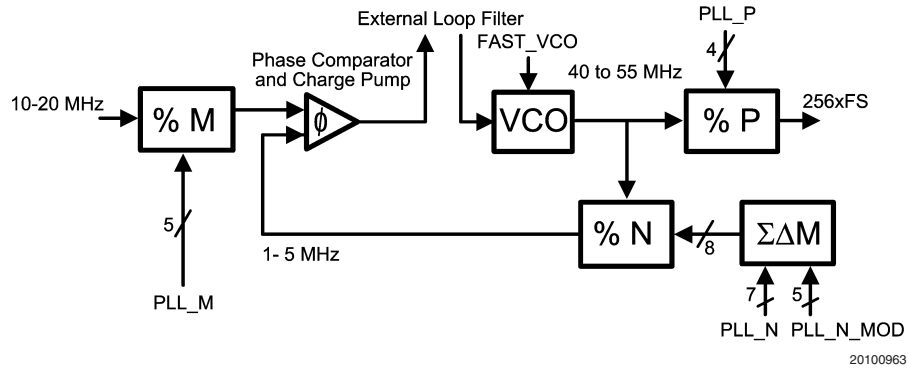 External Loop Filter
PLL_P
FAST_VCO
4
Phase Comparator
and Charge Pump
40 to 55 MHz
10-20 MHz
256xFS
% M
ϕ
VCO
% P
5
% N
8
ΣΔM
1- 5 MHz
7
5
PLL_M
PLL_N
PLL_N_MOD
20100963